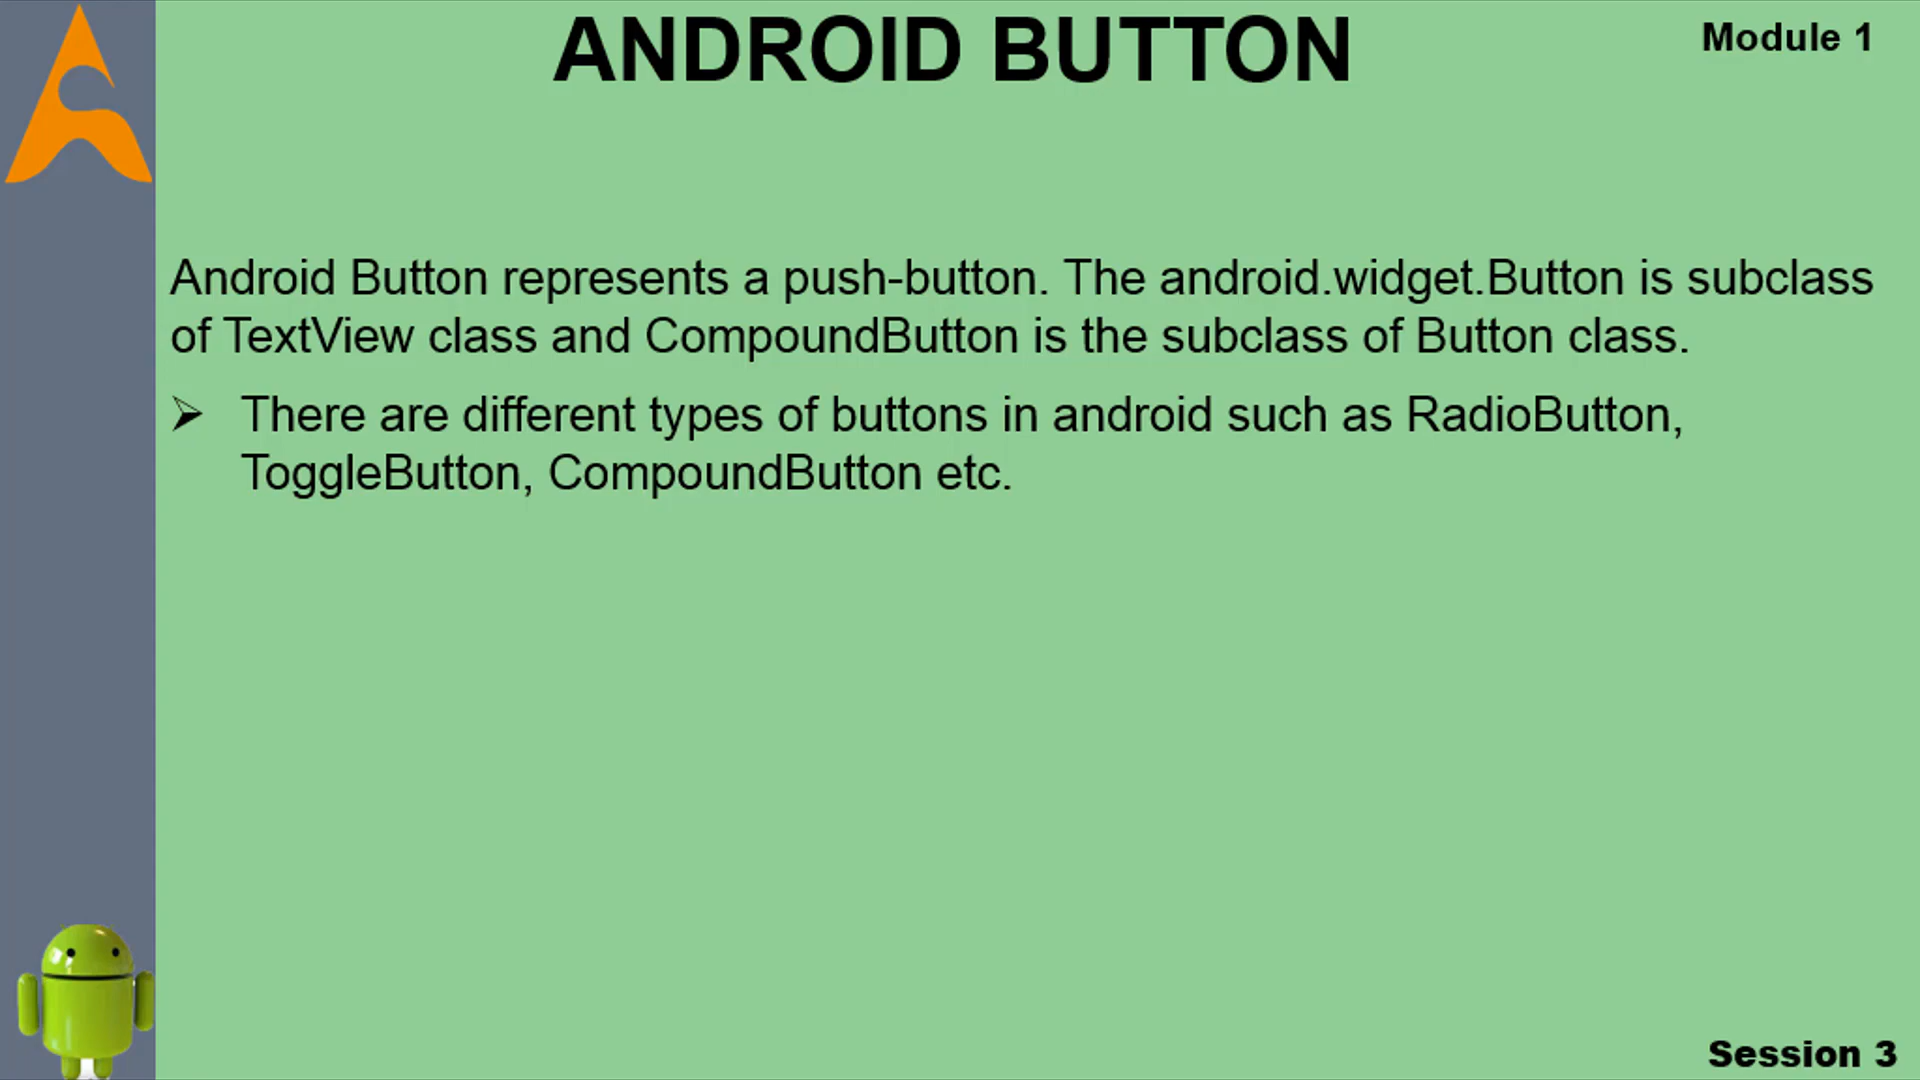 ANDROID BUTTON
Module 1
Android Button represents a push-button. The android.widget.Button is subclass
of TextView class and CompoundButton is the subclass of Button class.
➢ There are different types of buttons in android such as RadioButton,
ToggleButton, CompoundButton etc.
Session 3